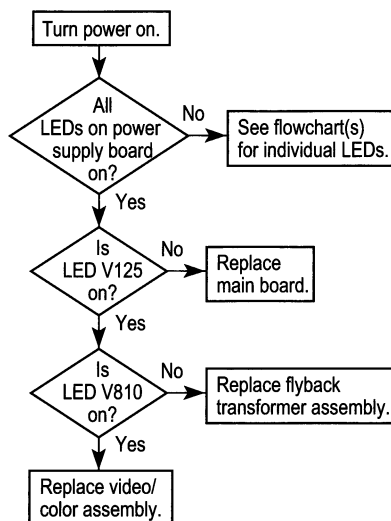 Turn power on.
All
LEDs on power
supply board
on?
No
See flowchart(s)
for individual LEDs.
Yes
Is
LED V125
on?
No
Replace
main board.
Yes
Is
LED V810
on?
No
Replace flyback
transformer assembly.
Yes
Replace video/
color assembly.